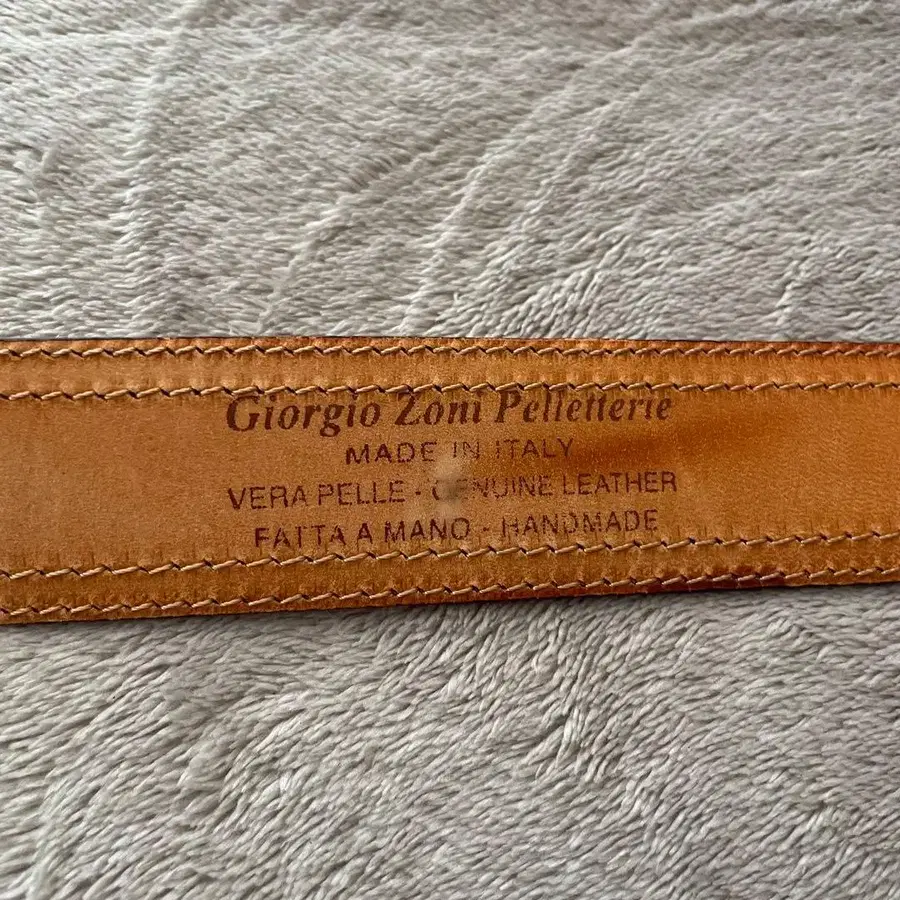 Giorgio Zoni Pelletterie
MADE IN ITALY
VERA PELLE - GENUINE LEATHER
FATTA A MANO - HANDMADE